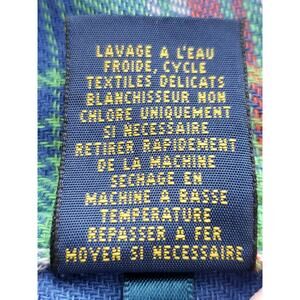 LAVAGE A L'EAU
FROIDE, CYCLE
TEXTILES DELICATS
BLANCHISSEUR NON
CHLORE UNIQUEMENT
SI NECESSAIRE
RETIRER RAPIDEMENT
DE LA MACHINE
SECHAGE EN
MACHINE A BASSE
TEMPERATURE
REPASSER A FER
MOYEN SI NECESSAIRE